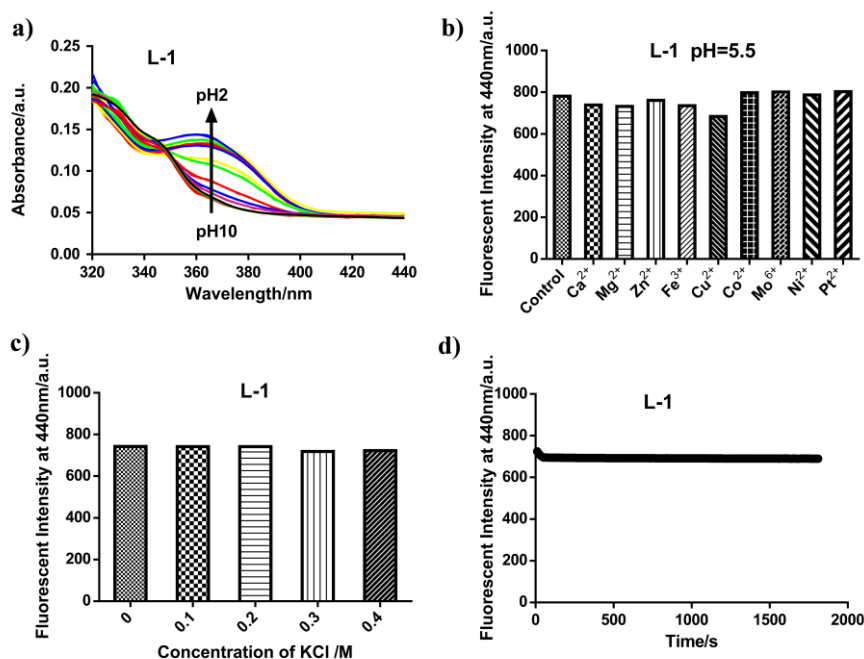 a)
L-1
pH2
pH10
0.25
0.20
0.15
0.10
0.05
0.00
320
340
360
380
400
420
440
Absorbance/a.u.
Wavelength/nm
b)
L-1 pH=5.5
Fluorescent Intensity at 440nm/a.u.
1000
800
600
400
200
0
Control
Ca2+
Mg2+
Zn2+
Fe3+
Cu2+
Co2+
Mo6+
Ni2+
Pt2+
c)
L-1
Fluorescent Intensity at 440nm/a.u.
1000
800
600
400
200
0
0
0.1
0.2
0.3
0.4
Concentration of KCl /M
d)
L-1
Fluorescent Intensity at 440nm/a.u.
1000
800
600
400
200
0
0
500
1000
1500
2000
Time/s